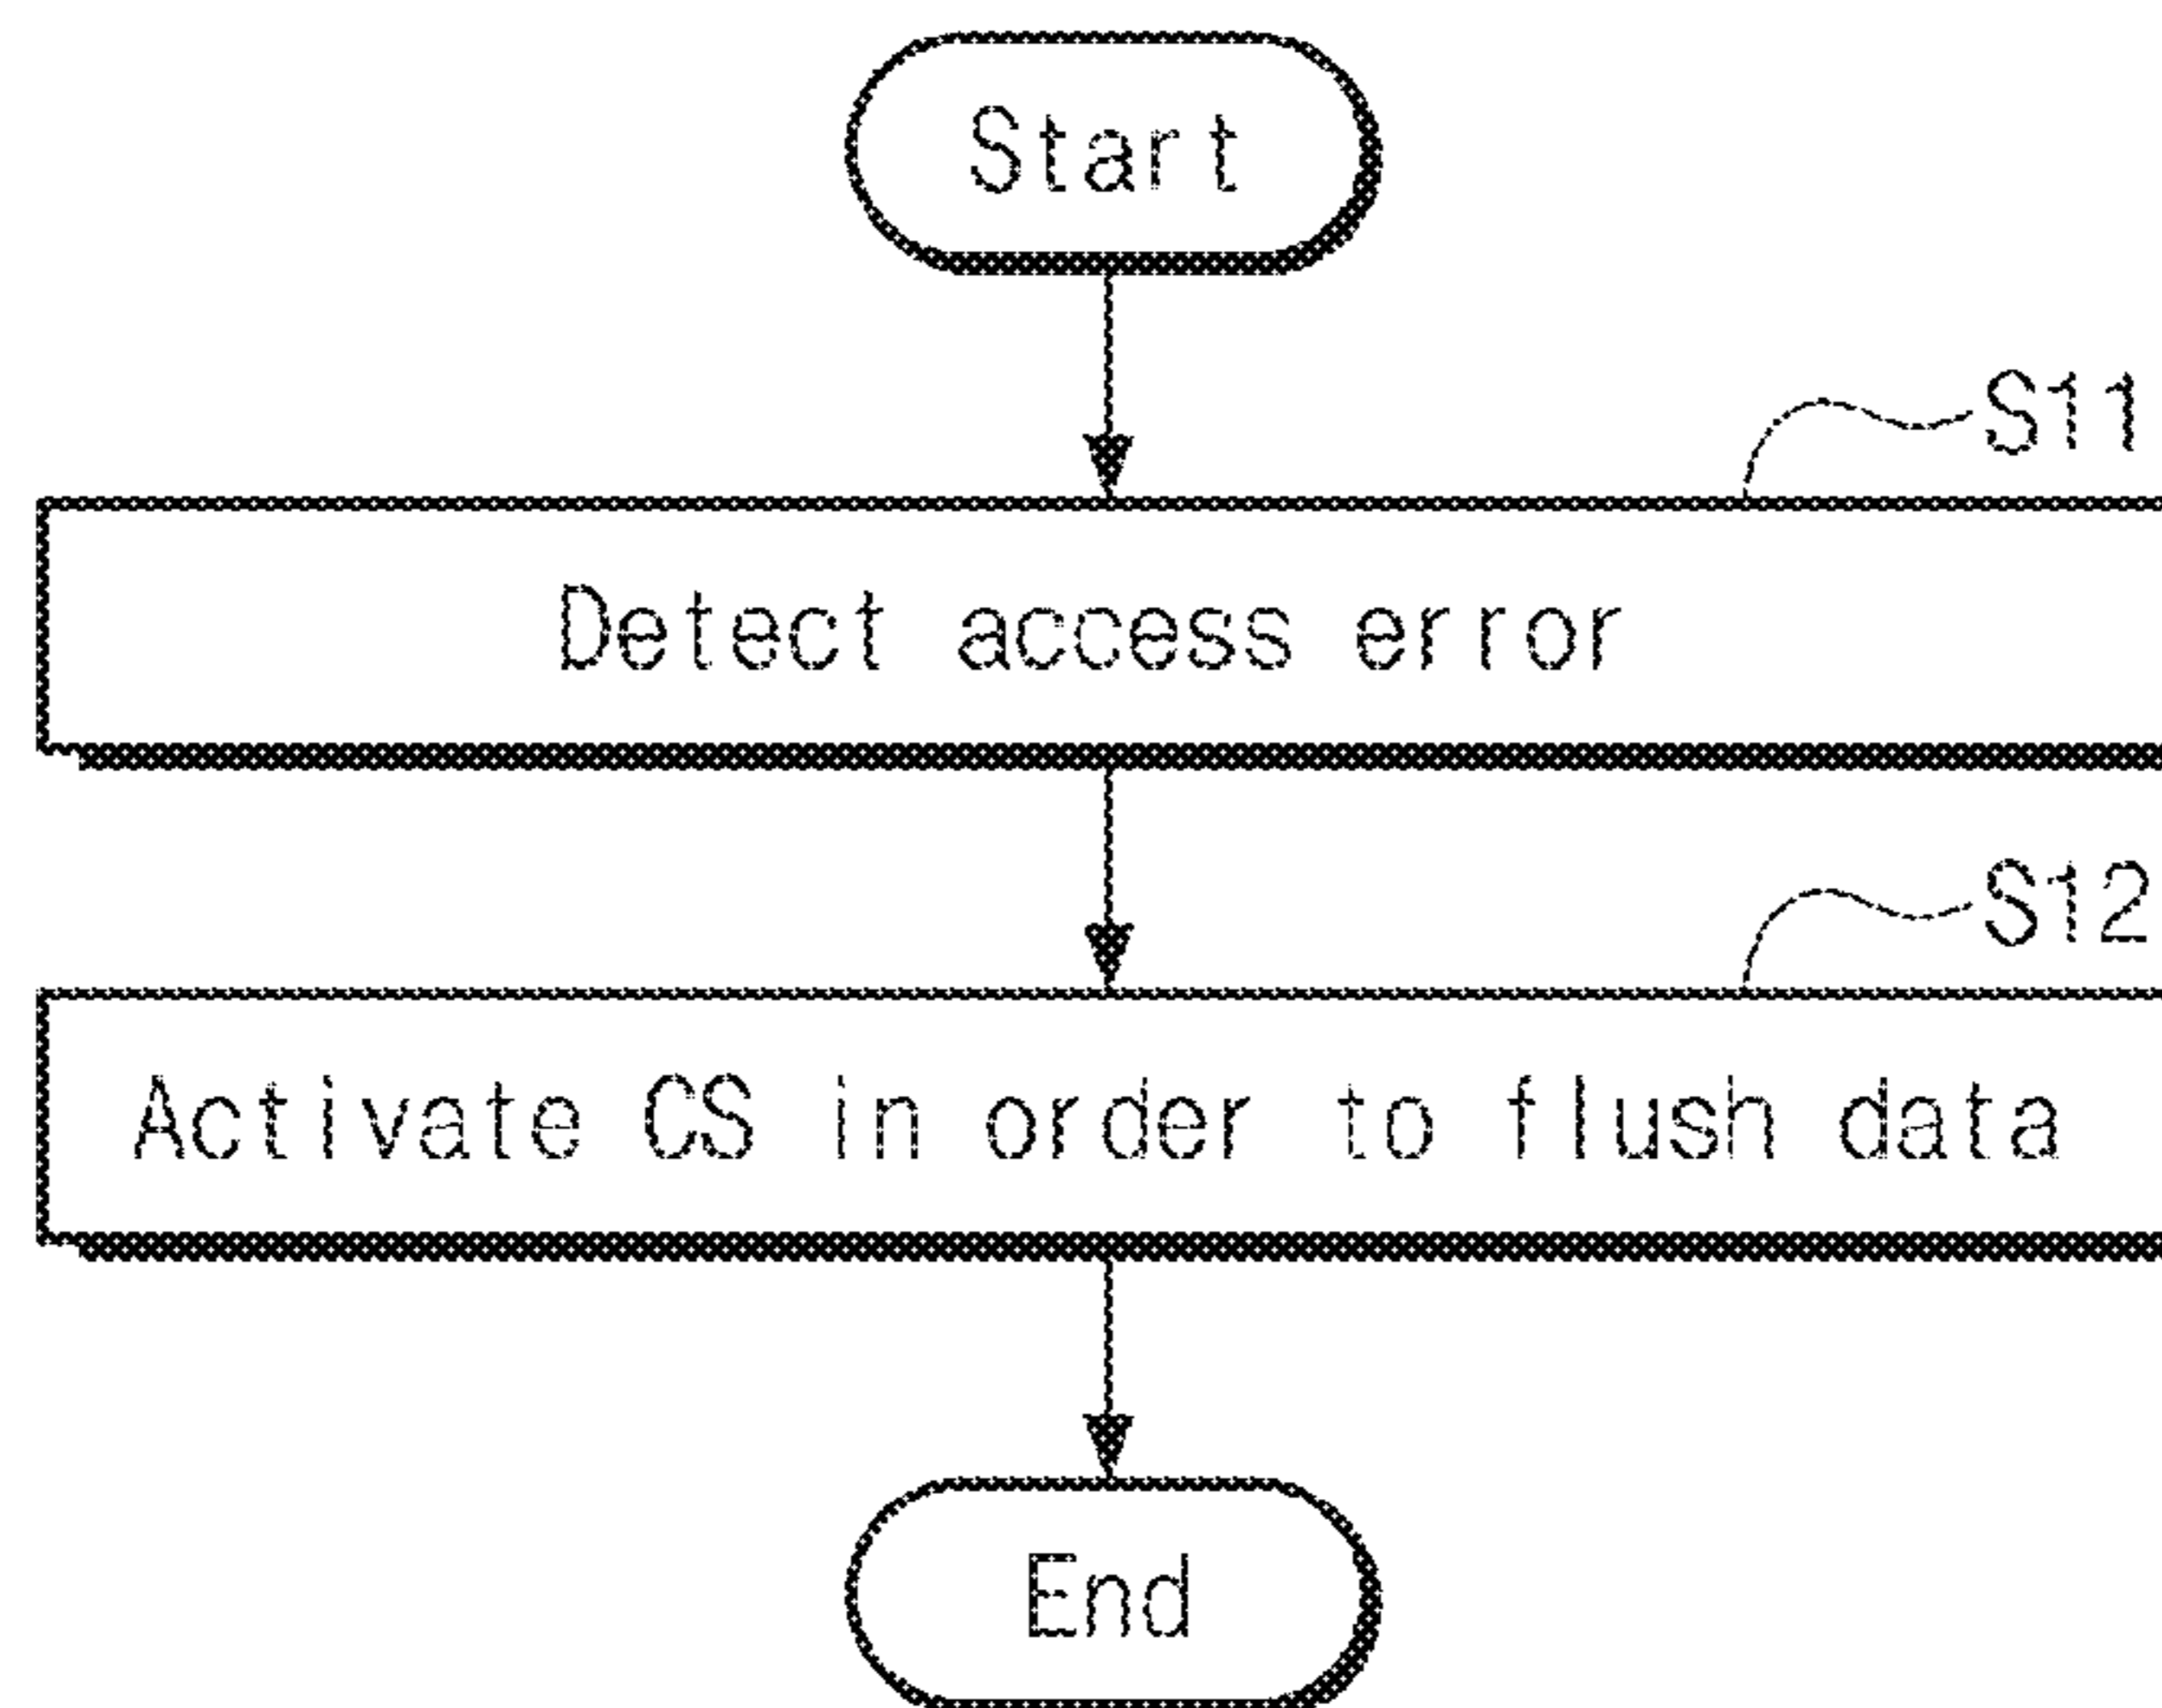 Start
S11
Detect access error
S12
Activate CS in order to flush data
End